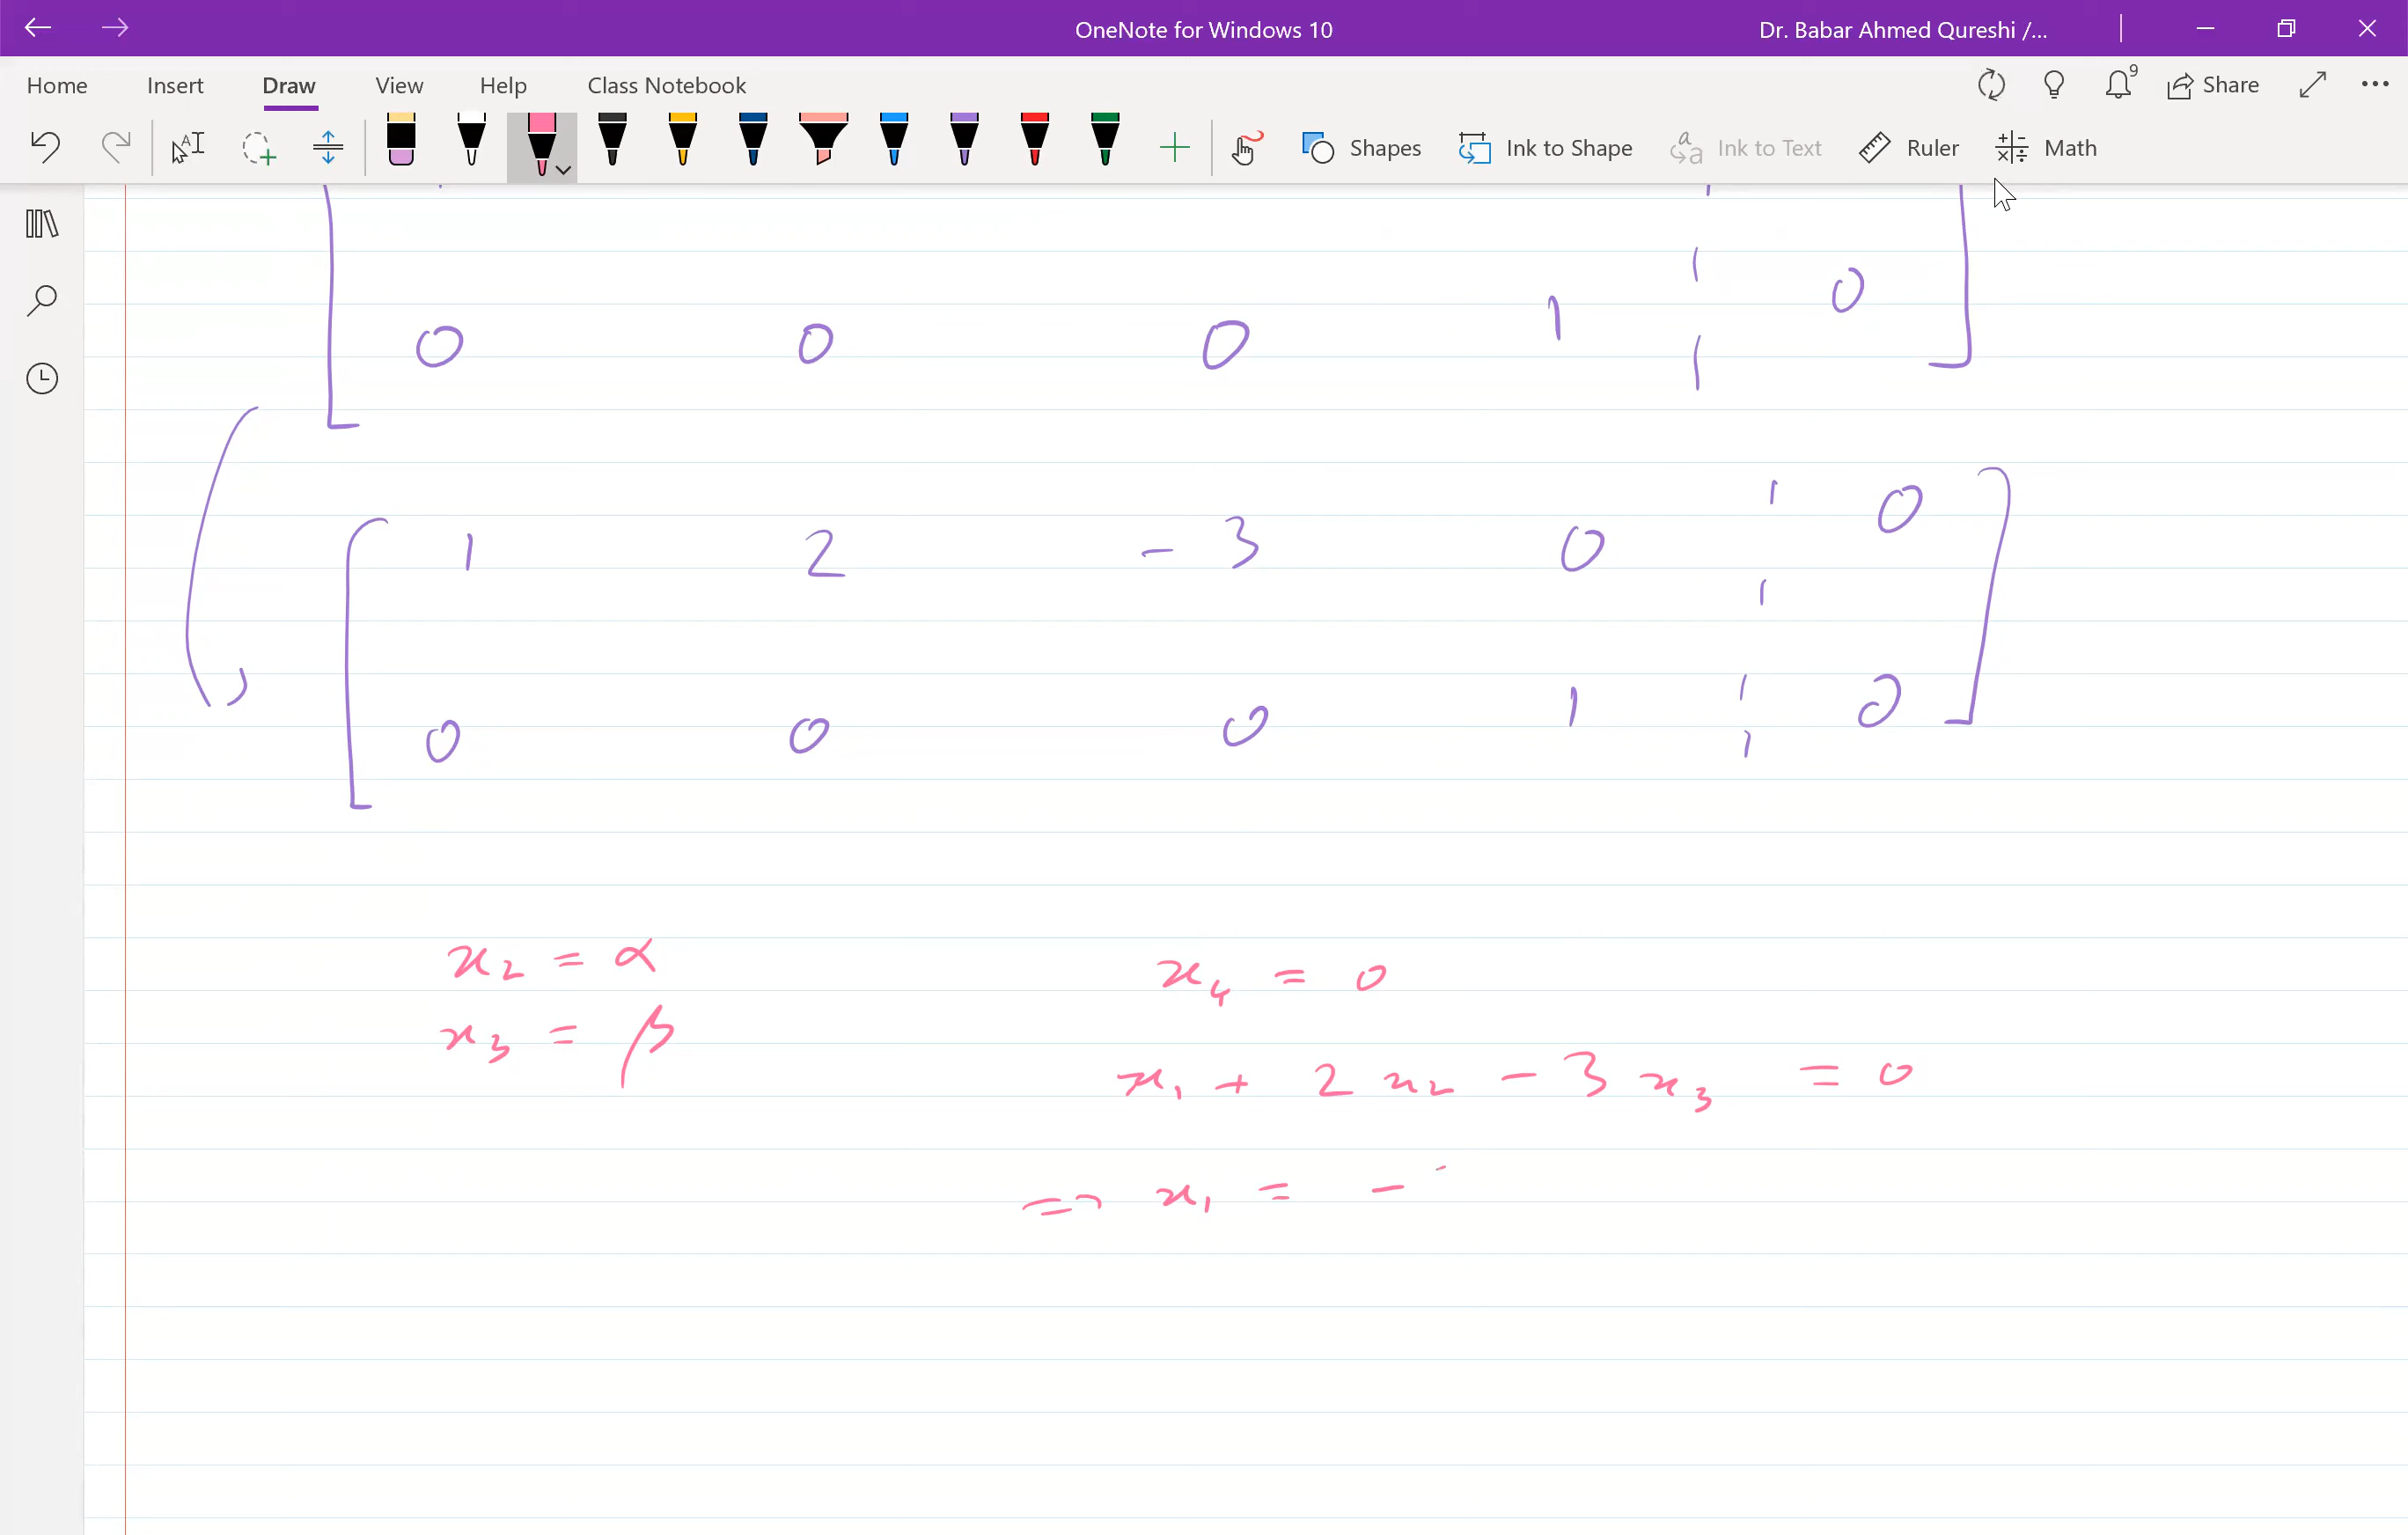 OneNote for Windows 10
Dr. Babar Ahmed Qureshi /...
Home Insert Draw View Help Class Notebook
9 Share
Shapes Ink to Shape Ink to Text Ruler Math
0 0 0 1 0
1 2 -3 0 0
0 0 0 1 0
x₂ = α
x₃ = β
x₄ = 0
x₁ + 2x₂ - 3x₃ = 0
=> x₁ = -